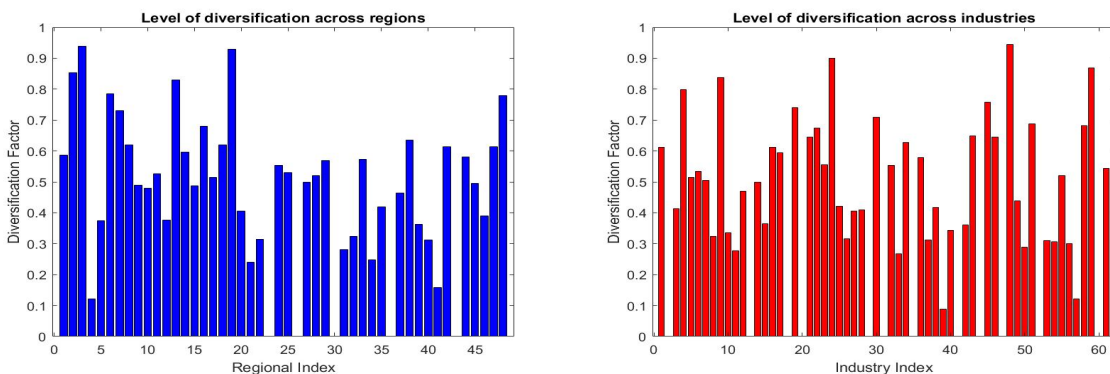 Level of diversification across regions
1
0.9
0.8
0.7
0.6
0.5
0.4
0.3
0.2
0.1
0
Diversification Factor
0 5 10 15 20 25 30 35 40 45
Regional Index
Level of diversification across industries
1
0.9
0.8
0.7
0.6
0.5
0.4
0.3
0.2
0.1
0
Diversification Factor
0 10 20 30 40 50 60
Industry Index